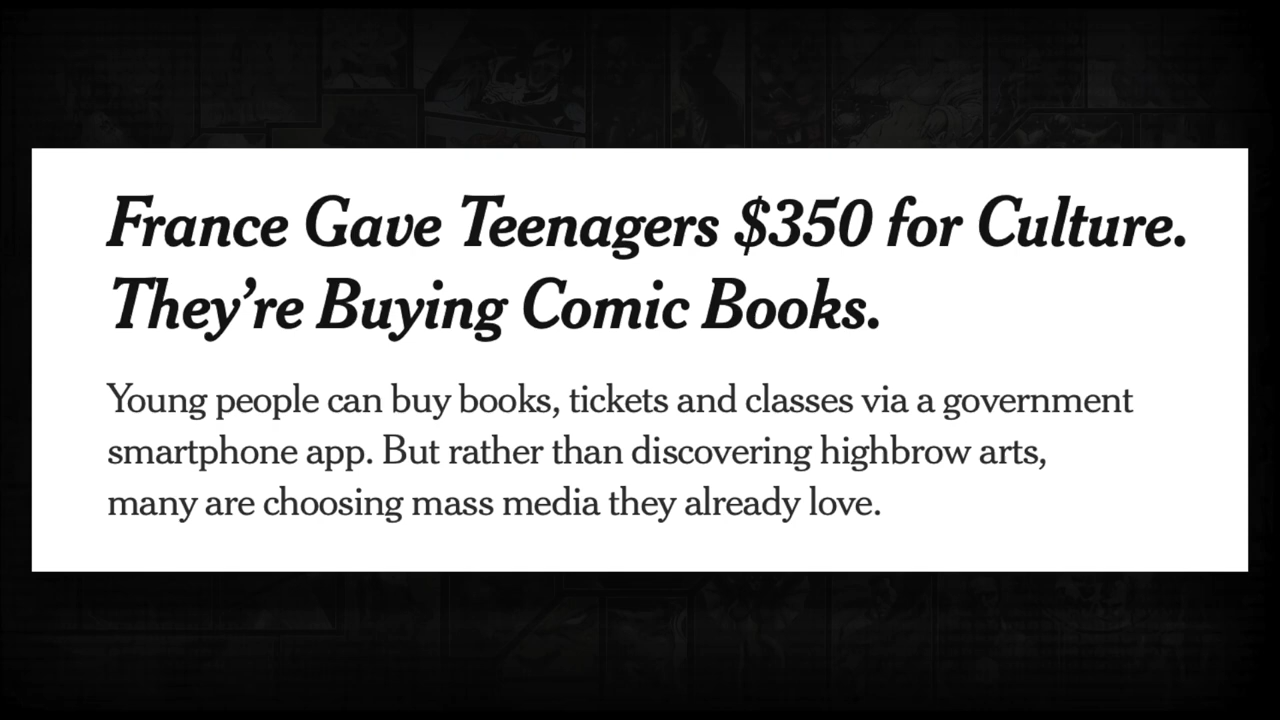 France Gave Teenagers $350 for Culture.
They’re Buying Comic Books.
Young people can buy books, tickets and classes via a government
smartphone app. But rather than discovering highbrow arts,
many are choosing mass media they already love.